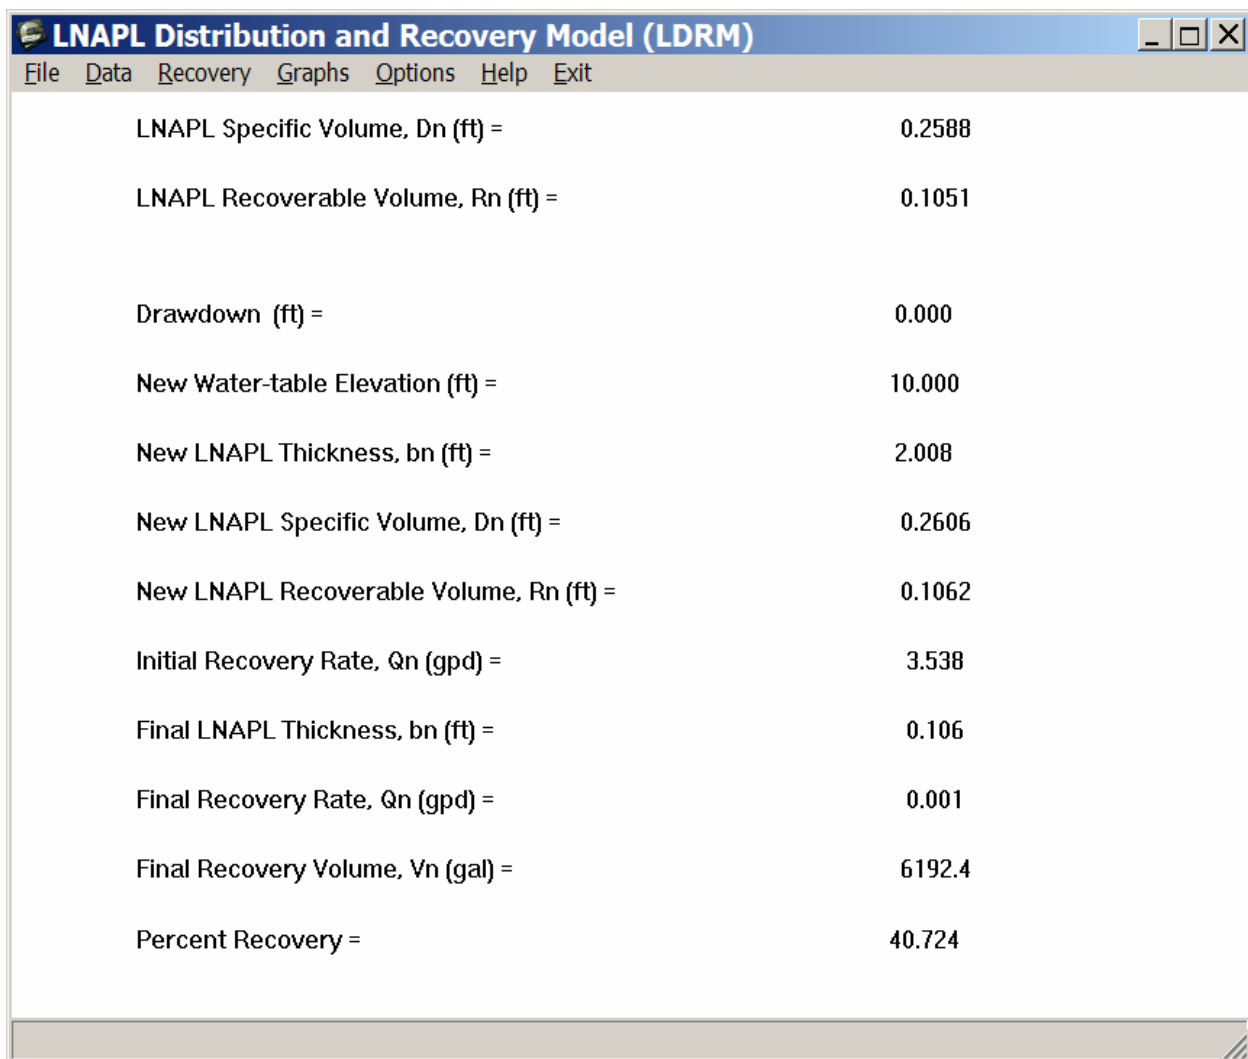 LNAPL Distribution and Recovery Model (LDRM)
File Data Recovery Graphs Options Help Exit
LNAPL Specific Volume, Dn (ft) = 0.2588
LNAPL Recoverable Volume, Rn (ft) = 0.1051
Drawdown (ft) = 0.000
New Water-table Elevation (ft) = 10.000
New LNAPL Thickness, bn (ft) = 2.008
New LNAPL Specific Volume, Dn (ft) = 0.2606
New LNAPL Recoverable Volume, Rn (ft) = 0.1062
Initial Recovery Rate, Qn (gpd) = 3.538
Final LNAPL Thickness, bn (ft) = 0.106
Final Recovery Rate, Qn (gpd) = 0.001
Final Recovery Volume, Vn (gal) = 6192.4
Percent Recovery = 40.724